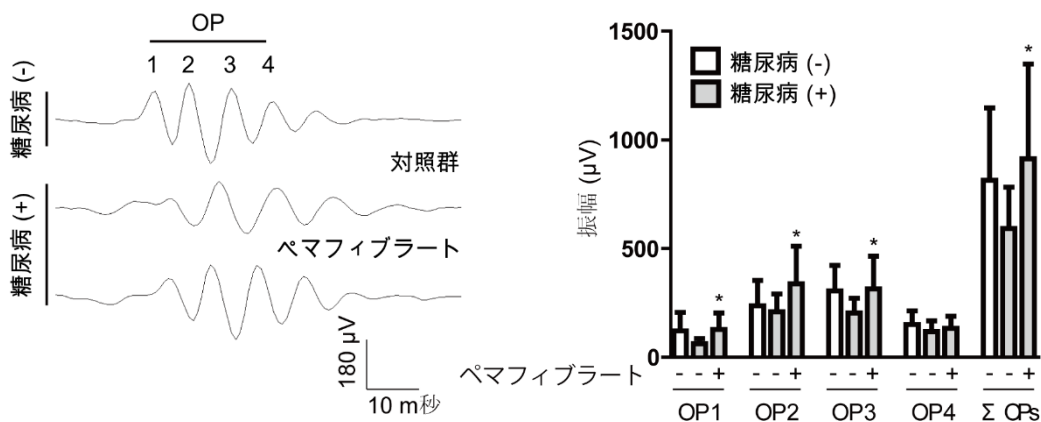 OP
1 2 3 4
糖尿病 (-)
対照群
糖尿病 (+)
ペマフィブラート
180 µV
10 m秒
1500
1000
500
0
振幅 (µV)
糖尿病 (-)
糖尿病 (+)
* * * *
ペマフィブラート - - + - - + - - + - - + - - +
OP1 OP2 OP3 OP4 Σ OPs